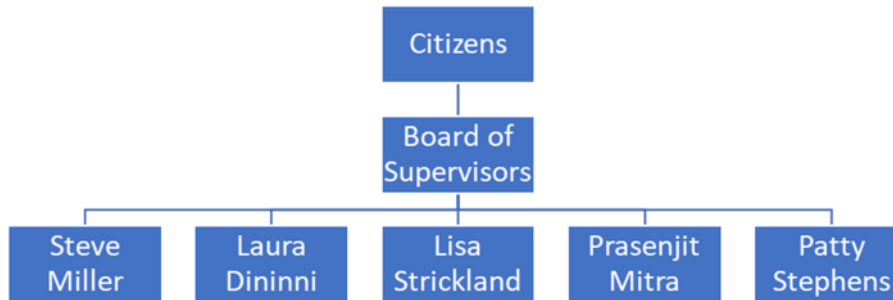 Citizens
Board of
Supervisors
Steve
Miller
Laura
Dininni
Lisa
Strickland
Prasenjit
Mitra
Patty
Stephens